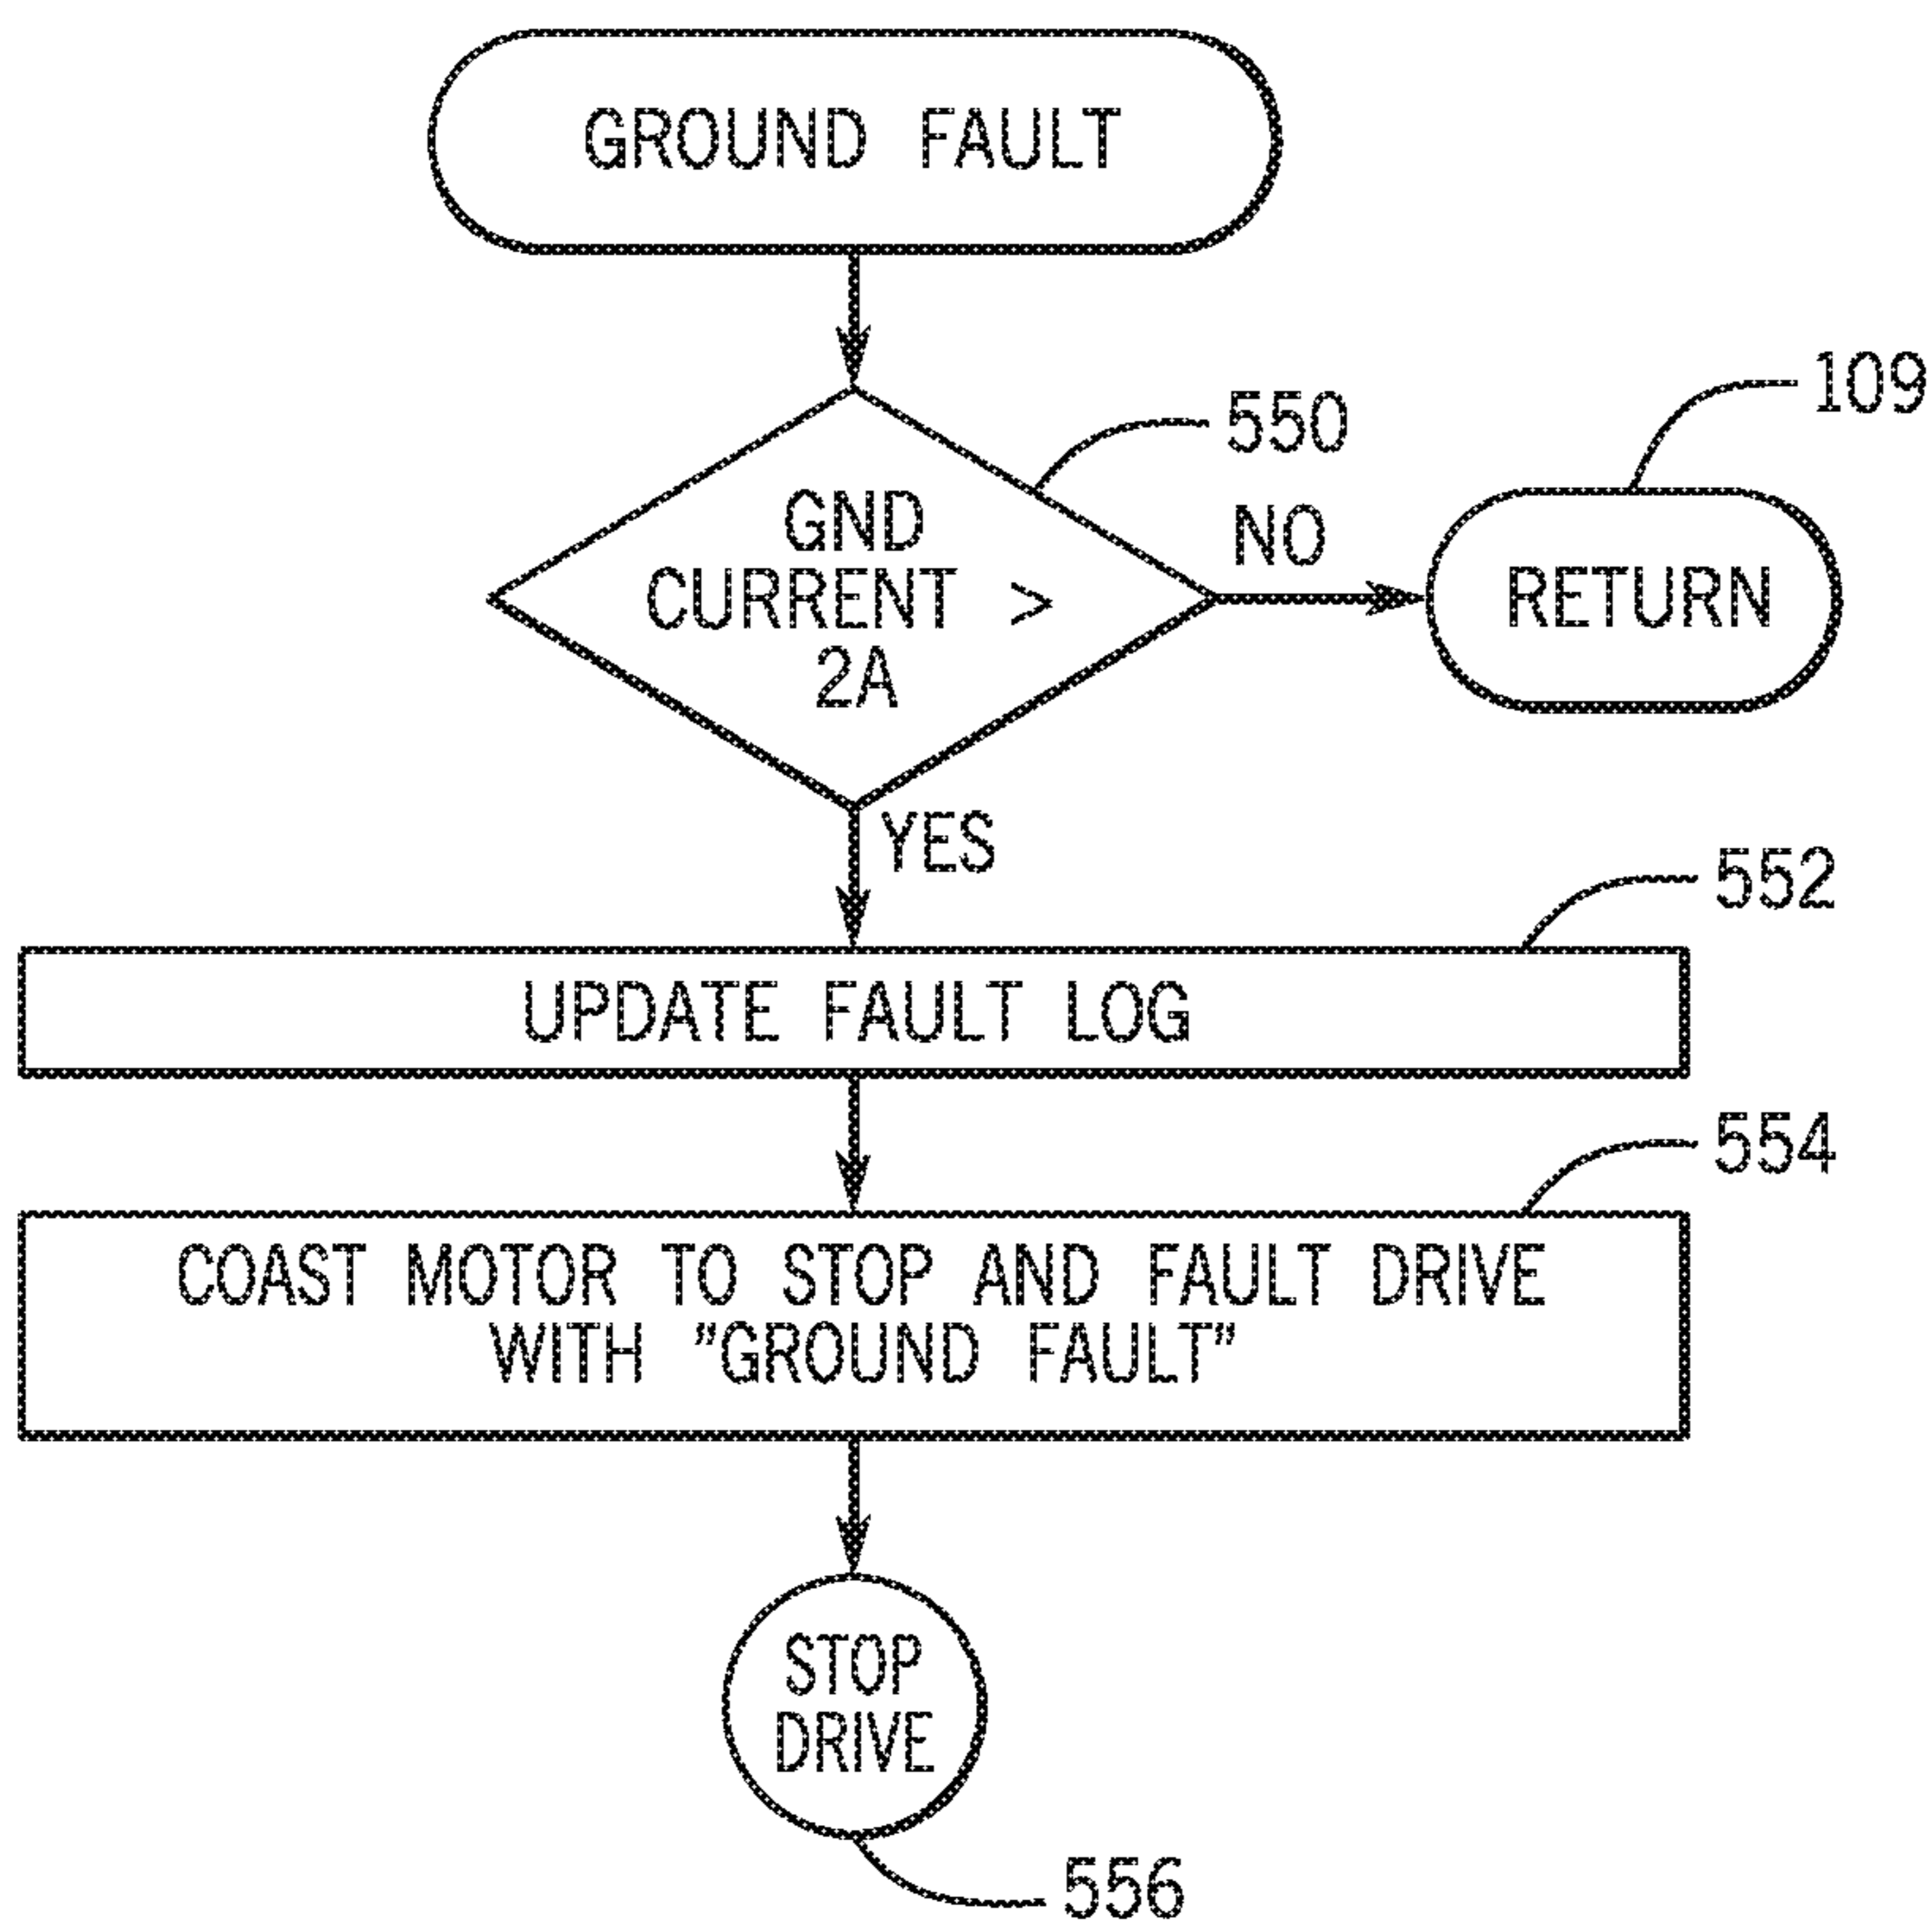 GROUND FAULT
109
550
GND
CURRENT >
2A
NO
RETURN
YES
552
UPDATE FAULT LOG
554
COAST MOTOR TO STOP AND FAULT DRIVE
WITH "GROUND FAULT"
STOP
DRIVE
556